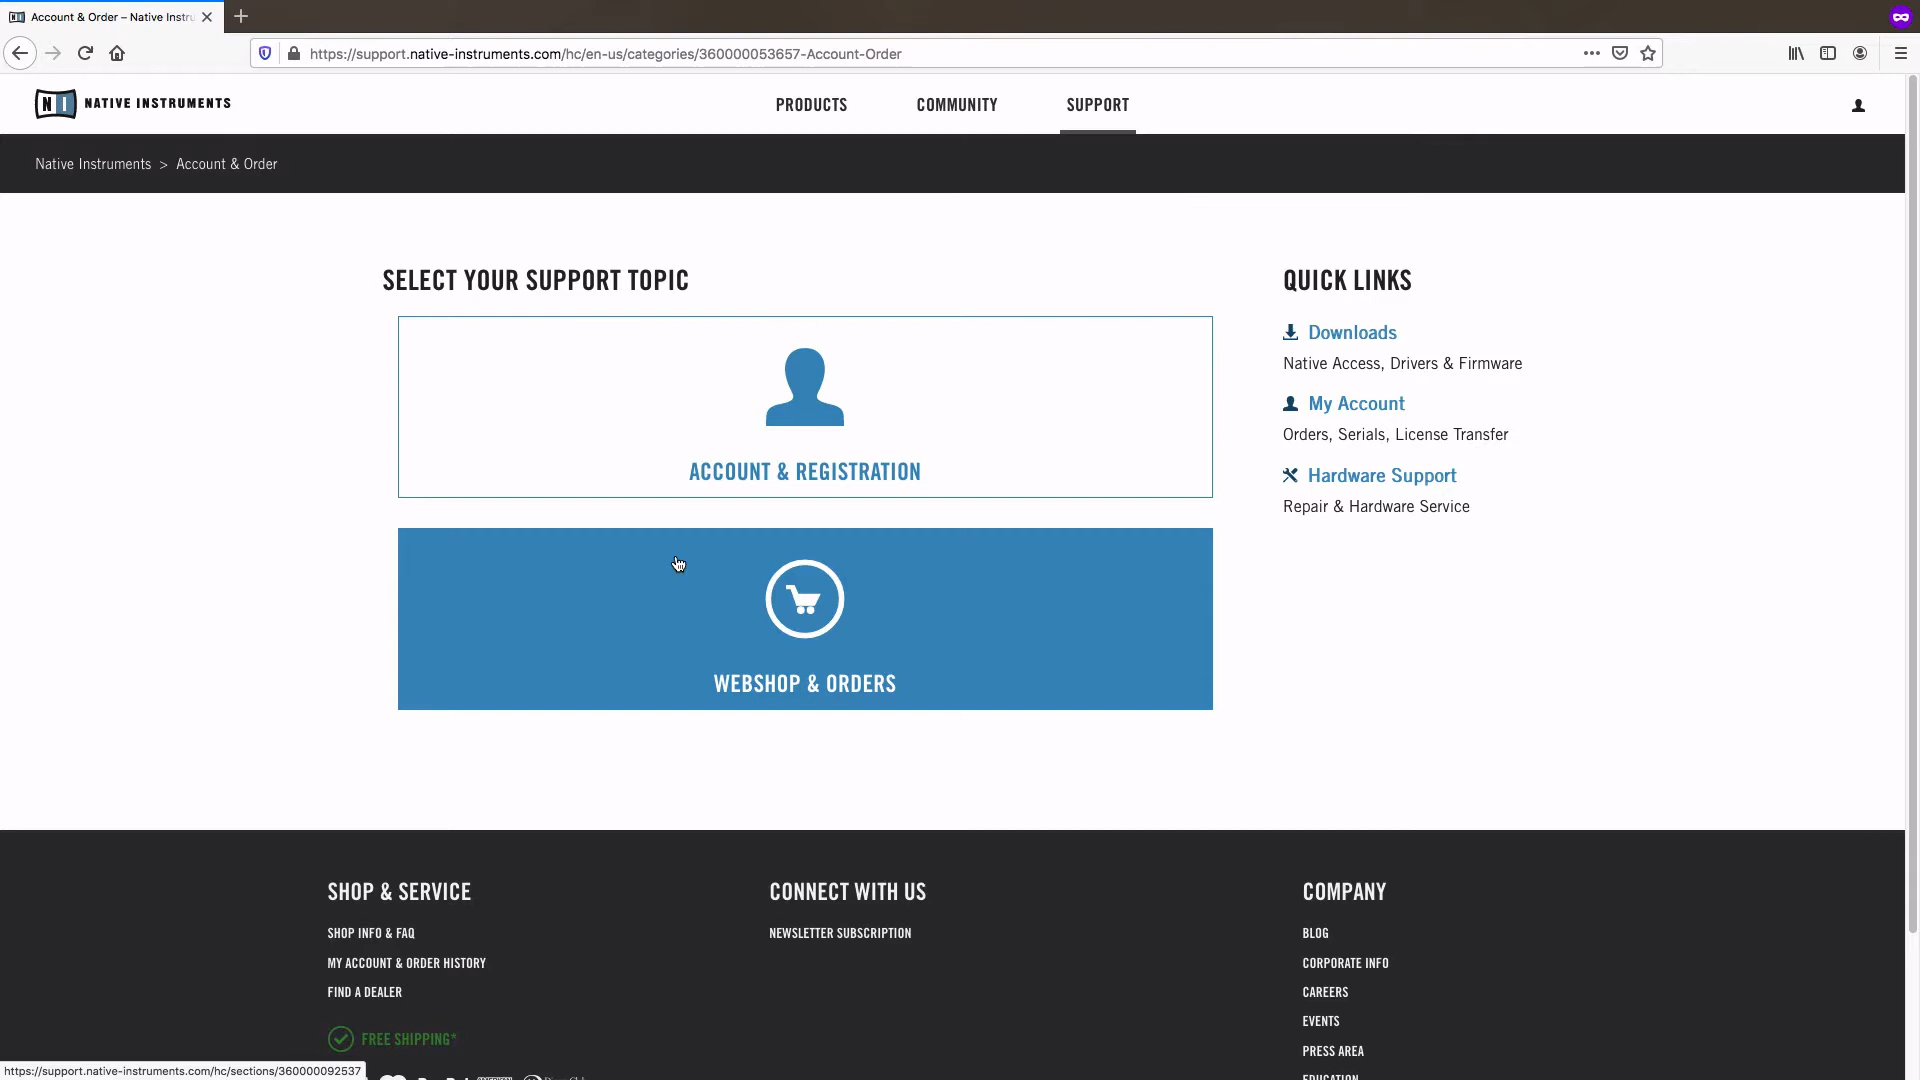 Account & Order – Native Instru
https://support.native-instruments.com/hc/en-us/categories/360000053657-Account-Order
NI NATIVE INSTRUMENTS
PRODUCTS
COMMUNITY
SUPPORT
Native Instruments > Account & Order
SELECT YOUR SUPPORT TOPIC
ACCOUNT & REGISTRATION
WEBSHOP & ORDERS
QUICK LINKS
Downloads
Native Access, Drivers & Firmware
My Account
Orders, Serials, License Transfer
Hardware Support
Repair & Hardware Service
SHOP & SERVICE
SHOP INFO & FAQ
MY ACCOUNT & ORDER HISTORY
FIND A DEALER
FREE SHIPPING*
CONNECT WITH US
NEWSLETTER SUBSCRIPTION
COMPANY
BLOG
CORPORATE INFO
CAREERS
EVENTS
PRESS AREA
EDUCATION
https://support.native-instruments.com/hc/sections/360000092537